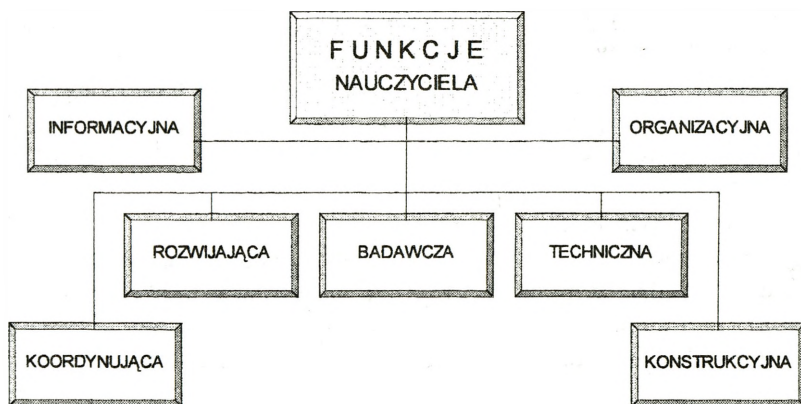 FUNKCJE
NAUCZYCIELA
INFORMACYJNA
ORGANIZACYJNA
ROZWIJAJĄCA
BADAWCZA
TECHNICZNA
KOORDYNUJĄCA
KONSTRUKCYJNA